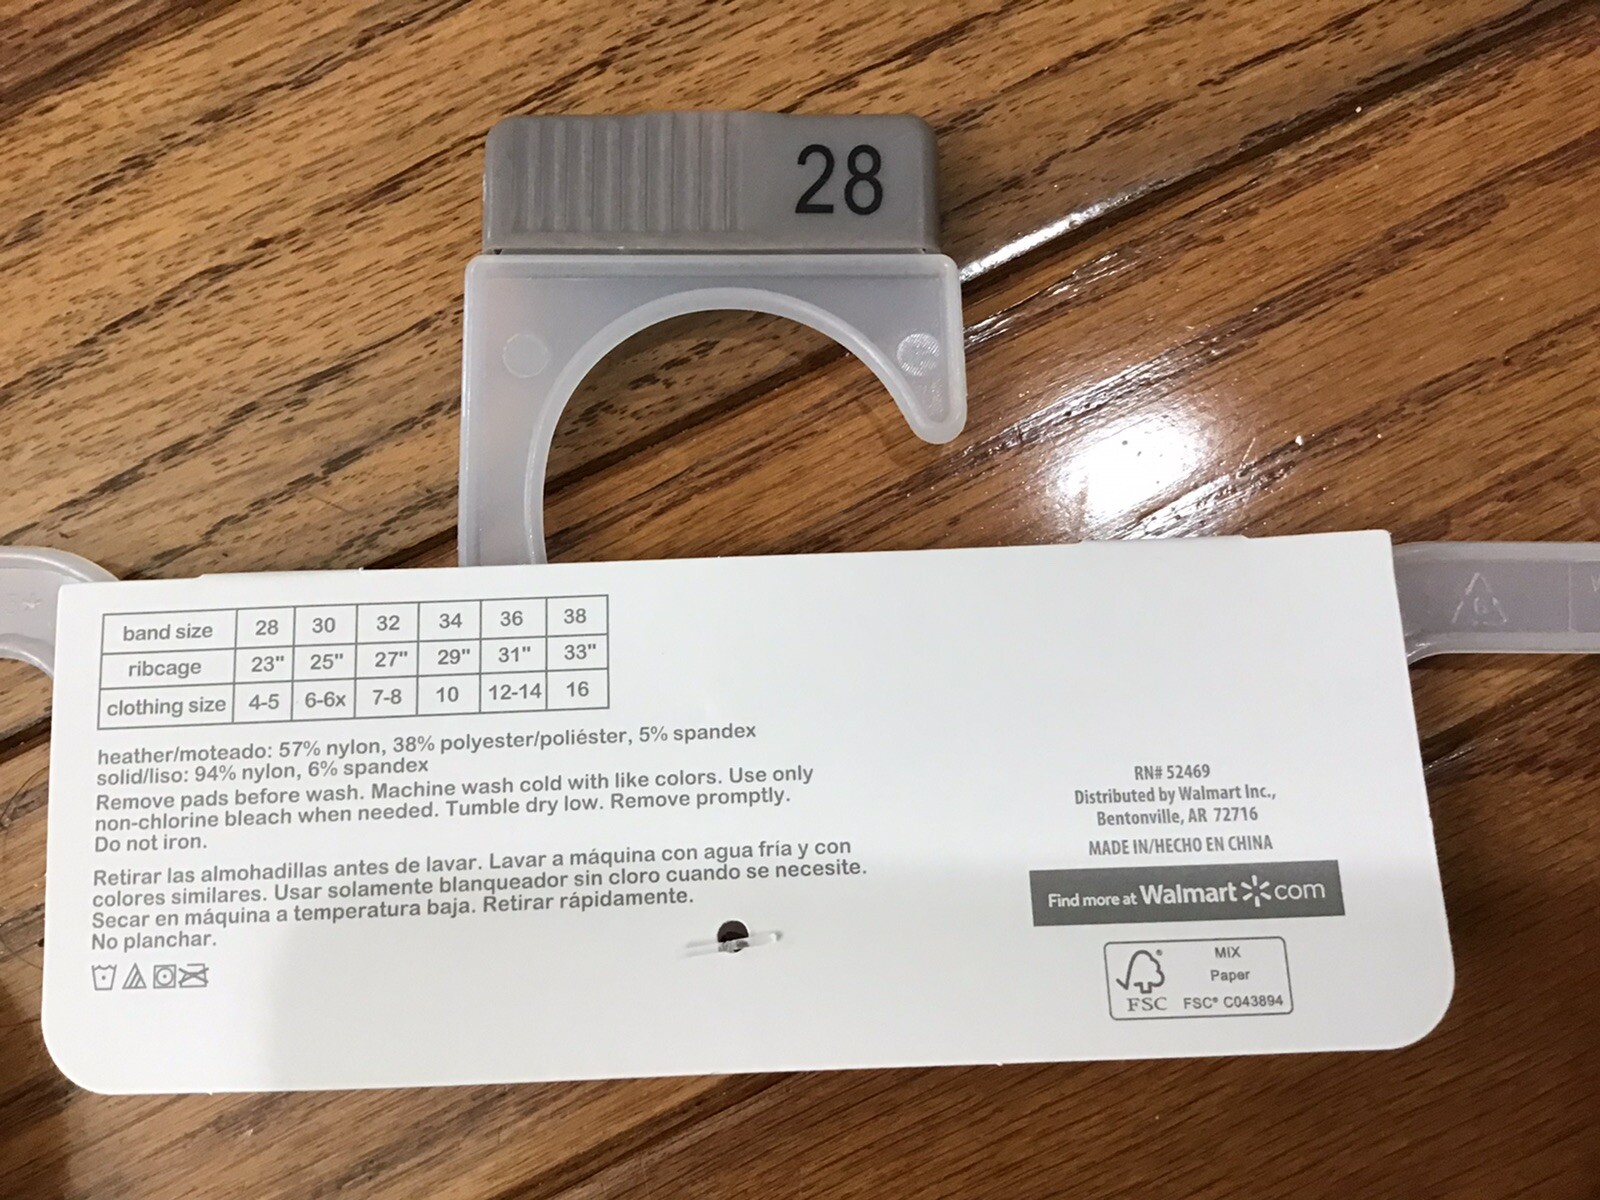 28
band size 28 30 32 34 36 38
ribcage 23" 25" 27" 29" 31" 33"
clothing size 4-5 6-6x 7-8 10 12-14 16
heather/moteado: 57% nylon, 38% polyester/poliéster, 5% spandex
solid/liso: 94% nylon, 6% spandex
Remove pads before wash. Machine wash cold with like colors. Use only
non-chlorine bleach when needed. Tumble dry low. Remove promptly.
Do not iron.
Retirar las almohadillas antes de lavar. Lavar a máquina con agua fría y con
colores similares. Usar solamente blanqueador sin cloro cuando se necesite.
Secar en máquina a temperatura baja. Retirar rápidamente.
No planchar.
RN# 52469
Distributed by Walmart Inc.,
Bentonville, AR 72716
MADE IN/HECHO EN CHINA
Find more at Walmart.com
MIX
Paper
FSC FSC® C043894